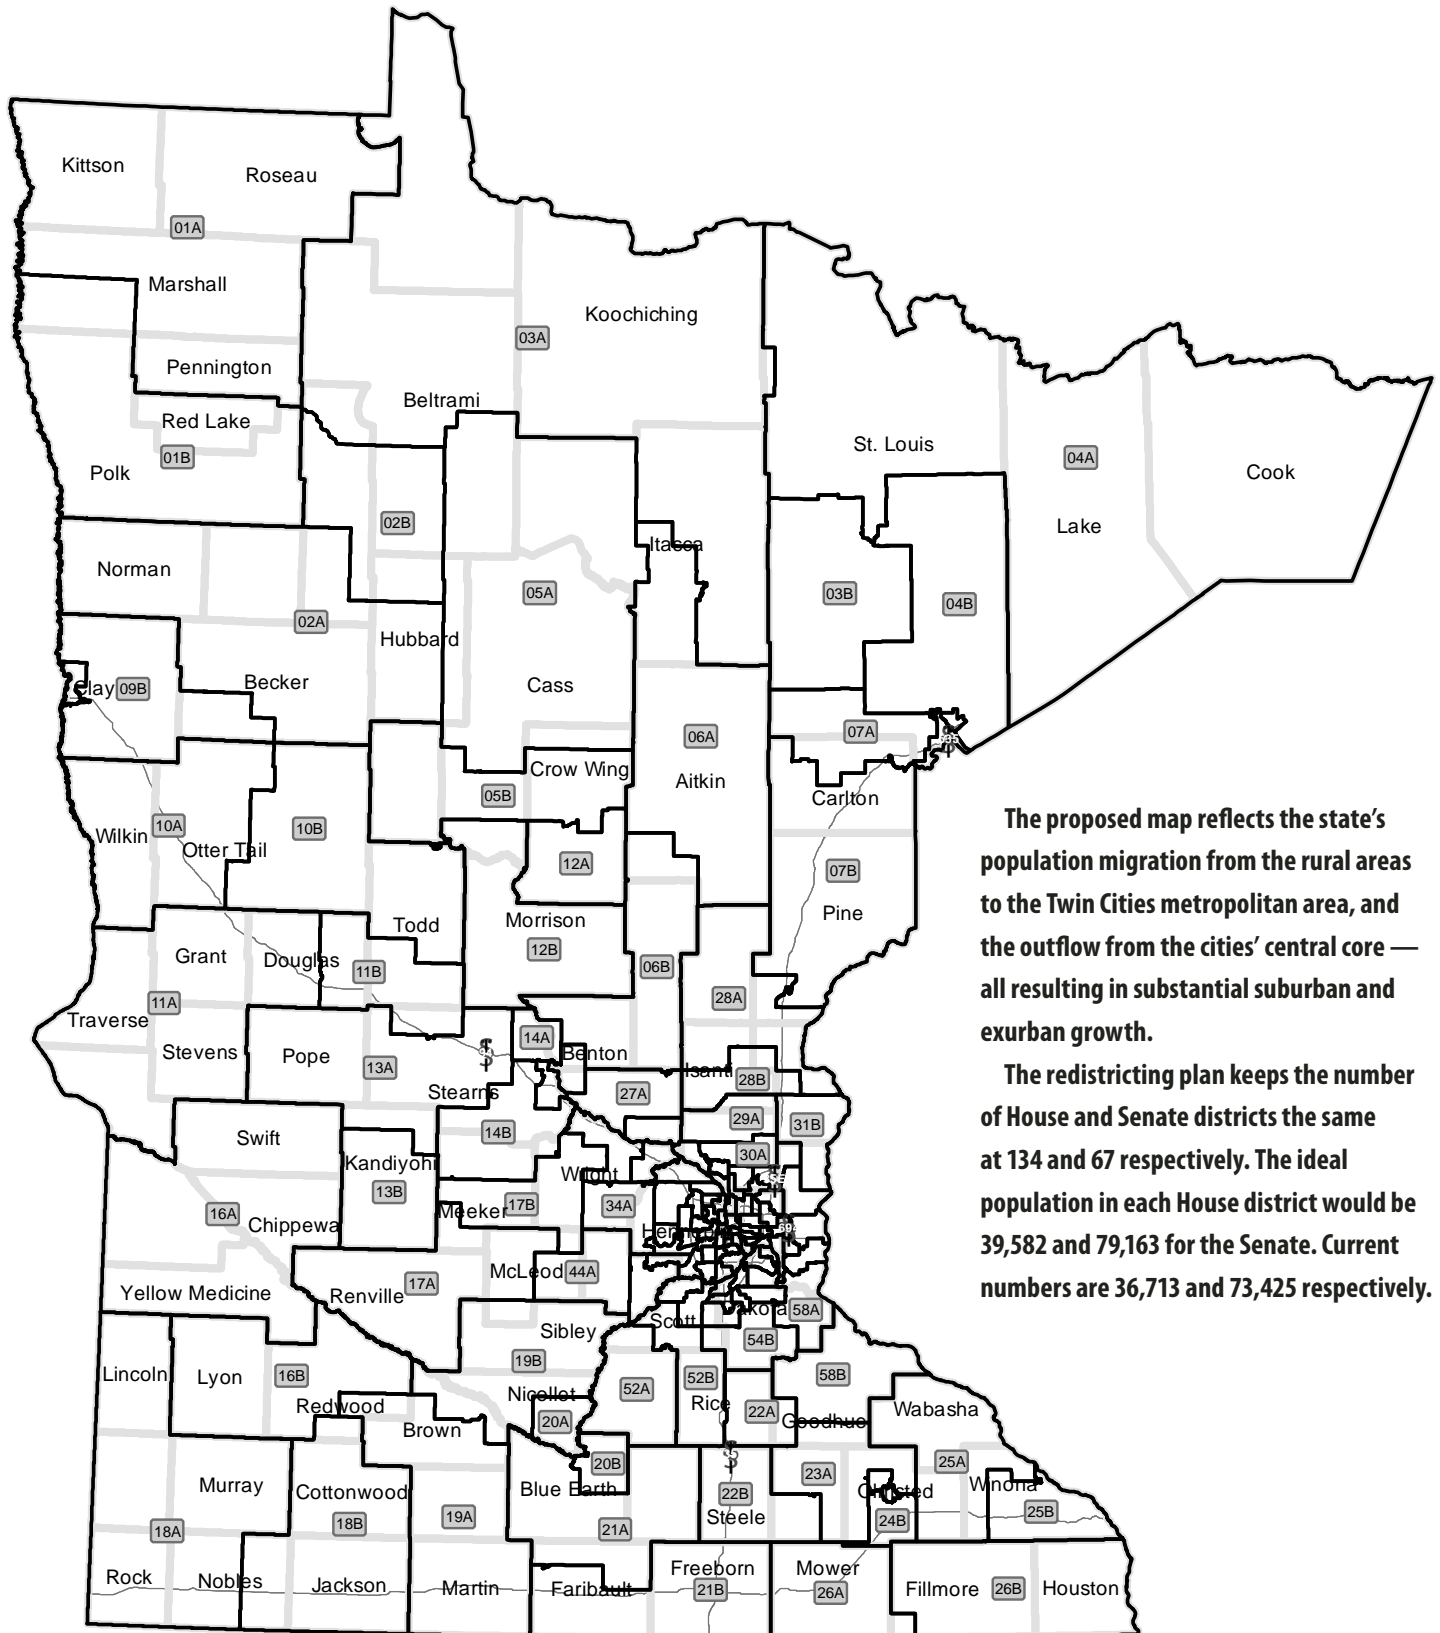 Kittson
Roseau
01A
Marshall
Koochiching
03A
Pennington
Beltrami
Red Lake
St. Louis
01B
04A
Polk
Cook
02B
Lake
Itasca
Norman
05A
03B
04B
02A
Hubbard
Becker
Cass
Clay
09B
07A
06A
Crow Wing
Aitkin
05B
Carlton
Wilkin
10A
10B
Otter Tail
12A
07B
Pine
Todd
Morrison
12B
Grant
Douglas
11B
06B
28A
11A
Traverse
14A
Stevens
Pope
13A
Benton
Isanti
28B
Stearns
27A
14B
29A
31B
Swift
30A
Kandiyohi
13B
Wright
16A
Chippewa
Meeker
17B
34A
McLeod
44A
17A
Yellow Medicine
Renville
58A
Scott
Dakota
Sibley
54B
19B
Lincoln
Lyon
16B
52A
52B
58B
Nicollet
Rice
Redwood
20A
22A
Goodhue
Wabasha
Brown
20B
25A
Murray
Cottonwood
Blue Earth
23A
Olmsted
Winona
22B
Steele
18A
18B
19A
21A
24B
25B
Rock
Nobles
Jackson
Martin
Faribault
Freeborn
21B
Mower
26A
Fillmore
26B
Houston
The proposed map reflects the state’s
population migration from the rural areas
to the Twin Cities metropolitan area, and
the outflow from the cities’ central core —
all resulting in substantial suburban and
exurban growth.
The redistricting plan keeps the number
of House and Senate districts the same
at 134 and 67 respectively. The ideal
population in each House district would be
39,582 and 79,163 for the Senate. Current
numbers are 36,713 and 73,425 respectively.